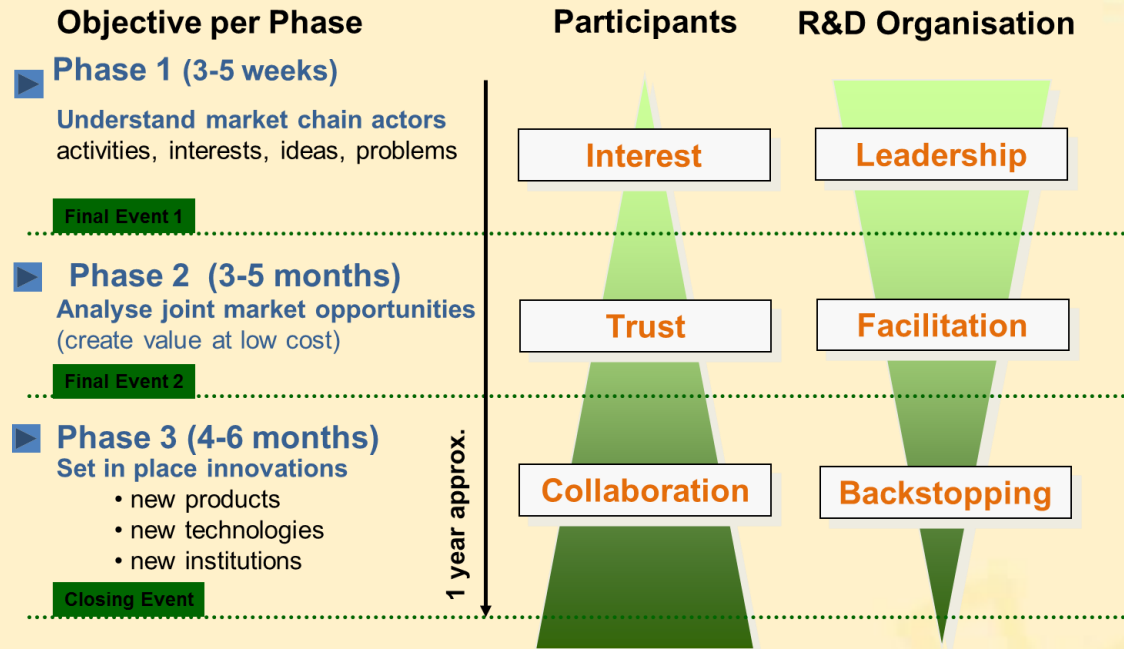 Objective per Phase
Participants
R&D Organisation
Phase 1 (3-5 weeks)
Understand market chain actors
activities, interests, ideas, problems
Final Event 1
Interest
Leadership
Phase 2 (3-5 months)
Analyse joint market opportunities
(create value at low cost)
Final Event 2
Trust
Facilitation
Phase 3 (4-6 months)
Set in place innovations
• new products
• new technologies
• new institutions
Closing Event
1 year approx.
Collaboration
Backstopping